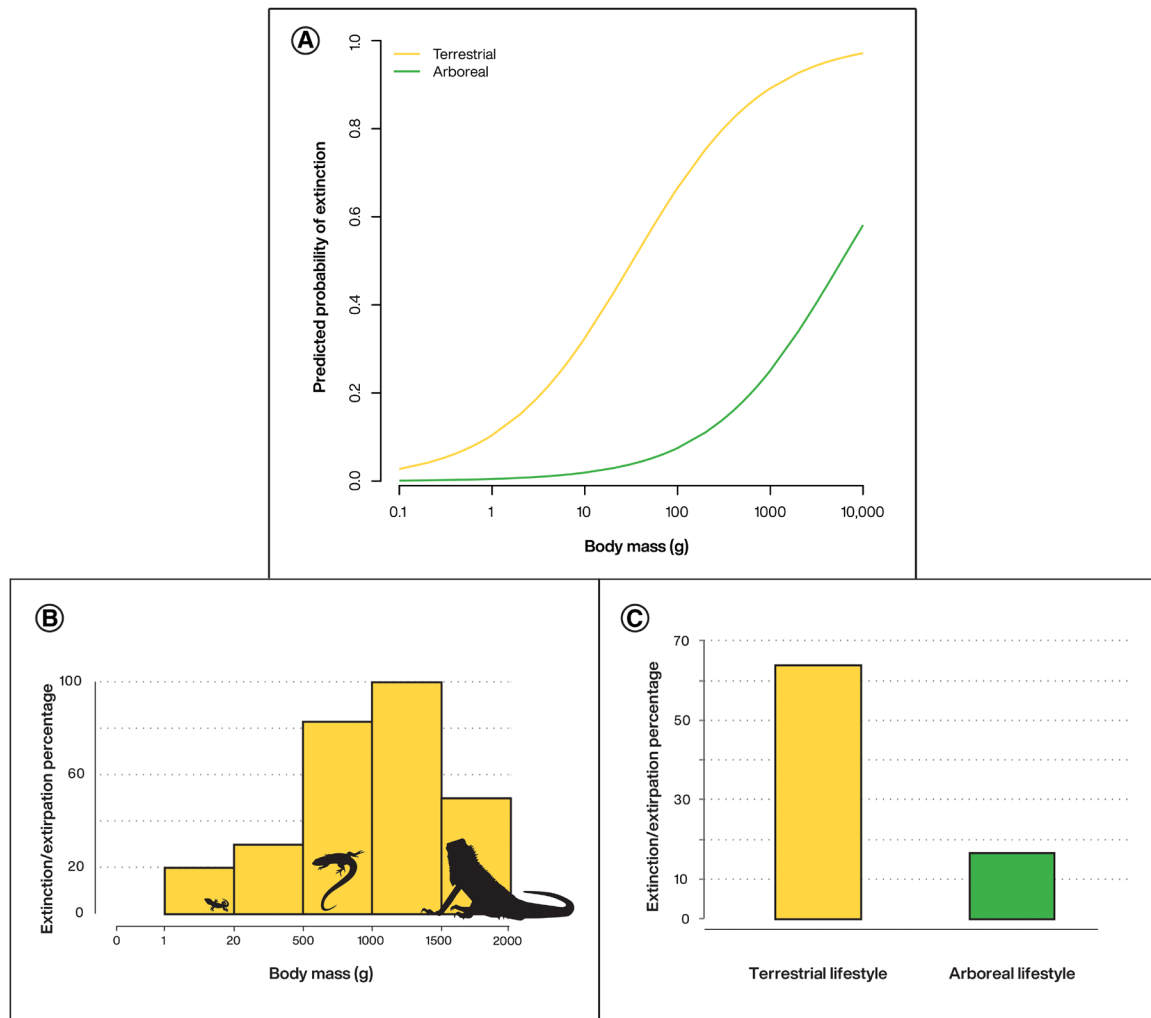 A
Terrestrial
Arboreal
Predicted probability of extinction
1.0
0.8
0.6
0.4
0.2
0.0
0.1 1 10 100 1000 10,000
Body mass (g)
B
Extinction/extirpation percentage
100
60
20
0
0 1 20 500 1000 1500 2000
Body mass (g)
C
Extinction/extirpation percentage
70
50
30
10
0
Terrestrial lifestyle Arboreal lifestyle